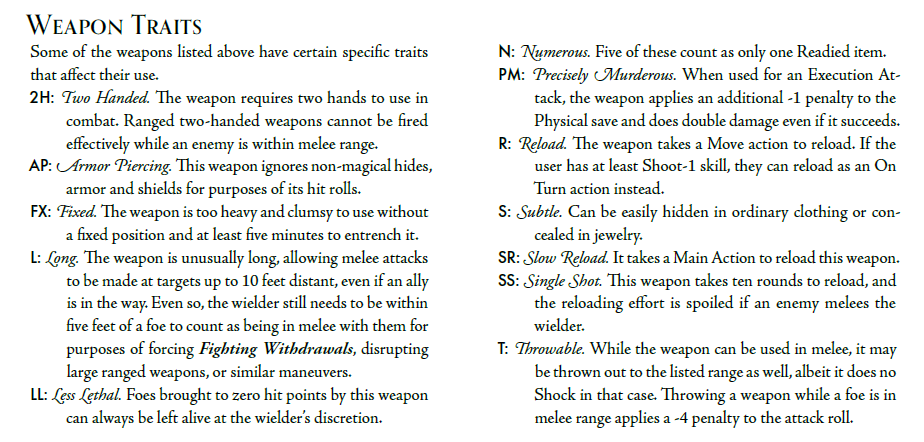 WEAPON TRAITS
Some of the weapons listed above have certain specific traits
that affect their use.
2H: Two Handed. The weapon requires two hands to use in
combat. Ranged two-handed weapons cannot be fired
effectively while an enemy is within melee range.
AP: Armor Piercing. This weapon ignores non-magical hides,
armor and shields for purposes of its hit rolls.
FX: Fixed. The weapon is too heavy and clumsy to use without
a fixed position and at least five minutes to entrench it.
L: Long. The weapon is unusually long, allowing melee attacks
to be made at targets up to 10 feet distant, even if an ally
is in the way. Even so, the wielder still needs to be within
five feet of a foe to count as being in melee with them for
purposes of forcing Fighting Withdrawals, disrupting
large ranged weapons, or similar maneuvers.
LL: Less Lethal. Foes brought to zero hit points by this weapon
can always be left alive at the wielder's discretion.
N: Numerous. Five of these count as only one Readied item.
PM: Precisely Murderous. When used for an Execution At-
tack, the weapon applies an additional -1 penalty to the
Physical save and does double damage even if it succeeds.
R: Reload. The weapon takes a Move action to reload. If the
user has at least Shoot-1 skill, they can reload as an On
Turn action instead.
S: Subtle. Can be easily hidden in ordinary clothing or con-
cealed in jewelry.
SR: Slow Reload. It takes a Main Action to reload this weapon.
SS: Single Shot. This weapon takes ten rounds to reload, and
the reloading effort is spoiled if an enemy melees the
wielder.
T: Throwable. While the weapon can be used in melee, it may
be thrown out to the listed range as well, albeit it does no
Shock in that case. Throwing a weapon while a foe is in
melee range applies a -4 penalty to the attack roll.